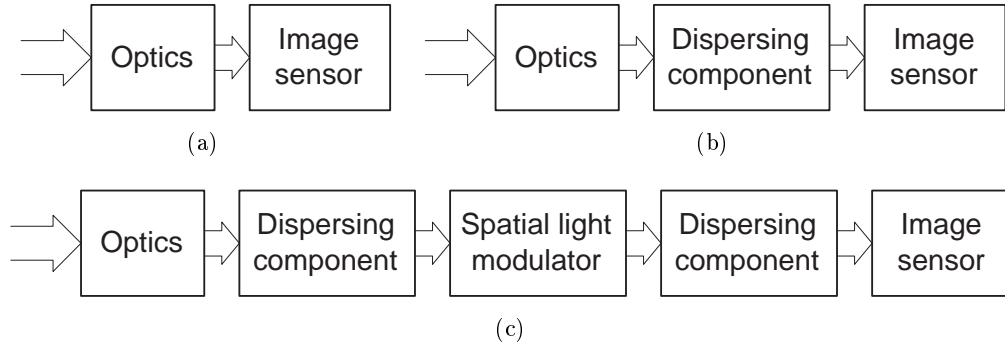 Optics
Image
sensor
(a)
Optics
Dispersing
component
Image
sensor
(b)
Optics
Dispersing
component
Spatial light
modulator
Dispersing
component
Image
sensor
(c)